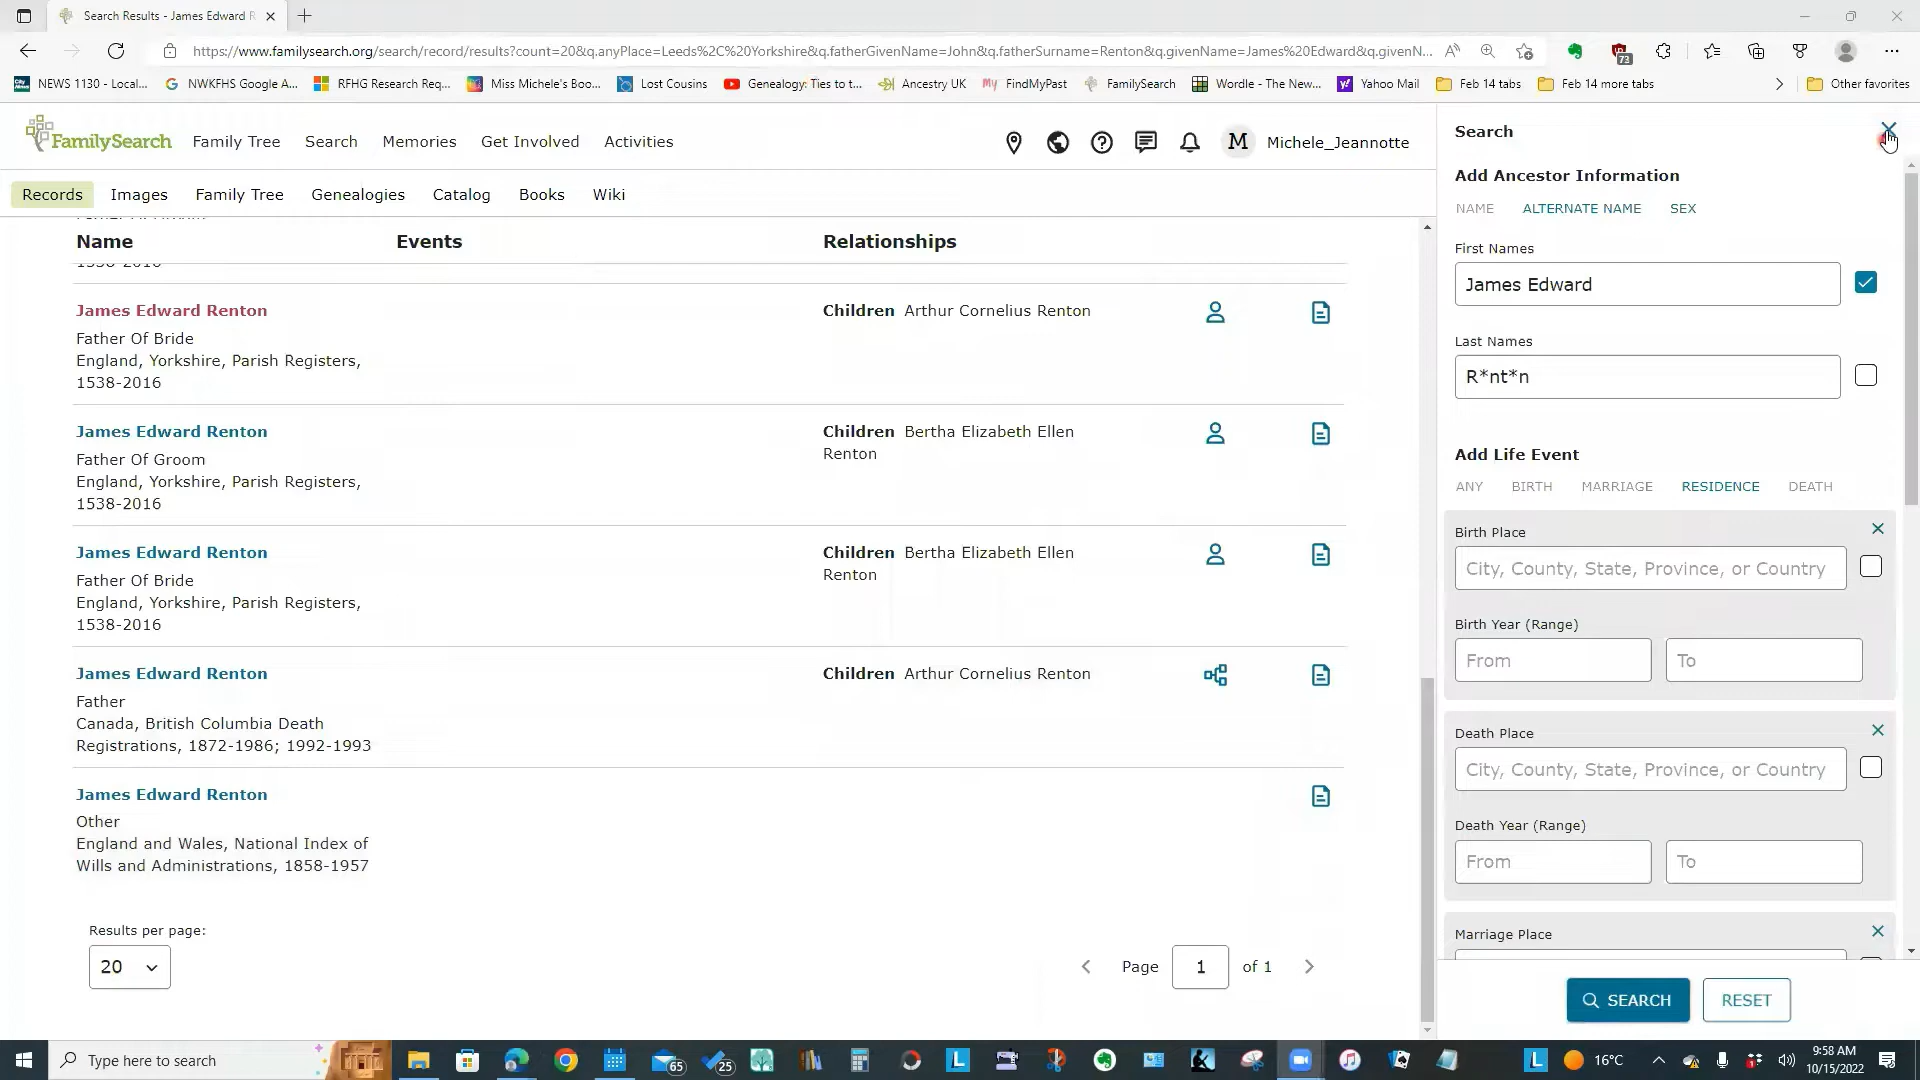 Search Results - James Edward R
https://www.familysearch.org/search/record/results?count=20&q.anyPlace=Leeds%2C%20Yorkshire&q.fatherGivenName=John&q.fatherSurname=Renton&q.givenName=James%20Edward&q.givenN...
73
NEWS 1130 - Local... NWKFHS Google A... RFHG Research Req... Miss Michele's Boo... Lost Cousins Genealogy: Ties to t... Ancestry UK FindMyPast FamilySearch Wordle - The New... Yahoo Mail Feb 14 tabs Feb 14 more tabs Other favorites
FamilySearch Family Tree Search Memories Get Involved Activities M Michele_Jeannotte
Records Images Family Tree Genealogies Catalog Books Wiki
Name Events Relationships
1538-2016
James Edward Renton
Father Of Bride
England, Yorkshire, Parish Registers,
1538-2016
Children Arthur Cornelius Renton
James Edward Renton
Father Of Groom
England, Yorkshire, Parish Registers,
1538-2016
Children Bertha Elizabeth Ellen
Renton
James Edward Renton
Father Of Bride
England, Yorkshire, Parish Registers,
1538-2016
Children Bertha Elizabeth Ellen
Renton
James Edward Renton
Father
Canada, British Columbia Death
Registrations, 1872-1986; 1992-1993
Children Arthur Cornelius Renton
James Edward Renton
Other
England and Wales, National Index of
Wills and Administrations, 1858-1957
Results per page:
20
Page 1 of 1
Search
Add Ancestor Information
NAME ALTERNATE NAME SEX
First Names
James Edward
Last Names
R*nt*n
Add Life Event
ANY BIRTH MARRIAGE RESIDENCE DEATH
Birth Place
City, County, State, Province, or Country
Birth Year (Range)
From To
Death Place
City, County, State, Province, or Country
Death Year (Range)
From To
Marriage Place
SEARCH RESET
Type here to search
65
25
L
L
16°C
9:58 AM
10/15/2022